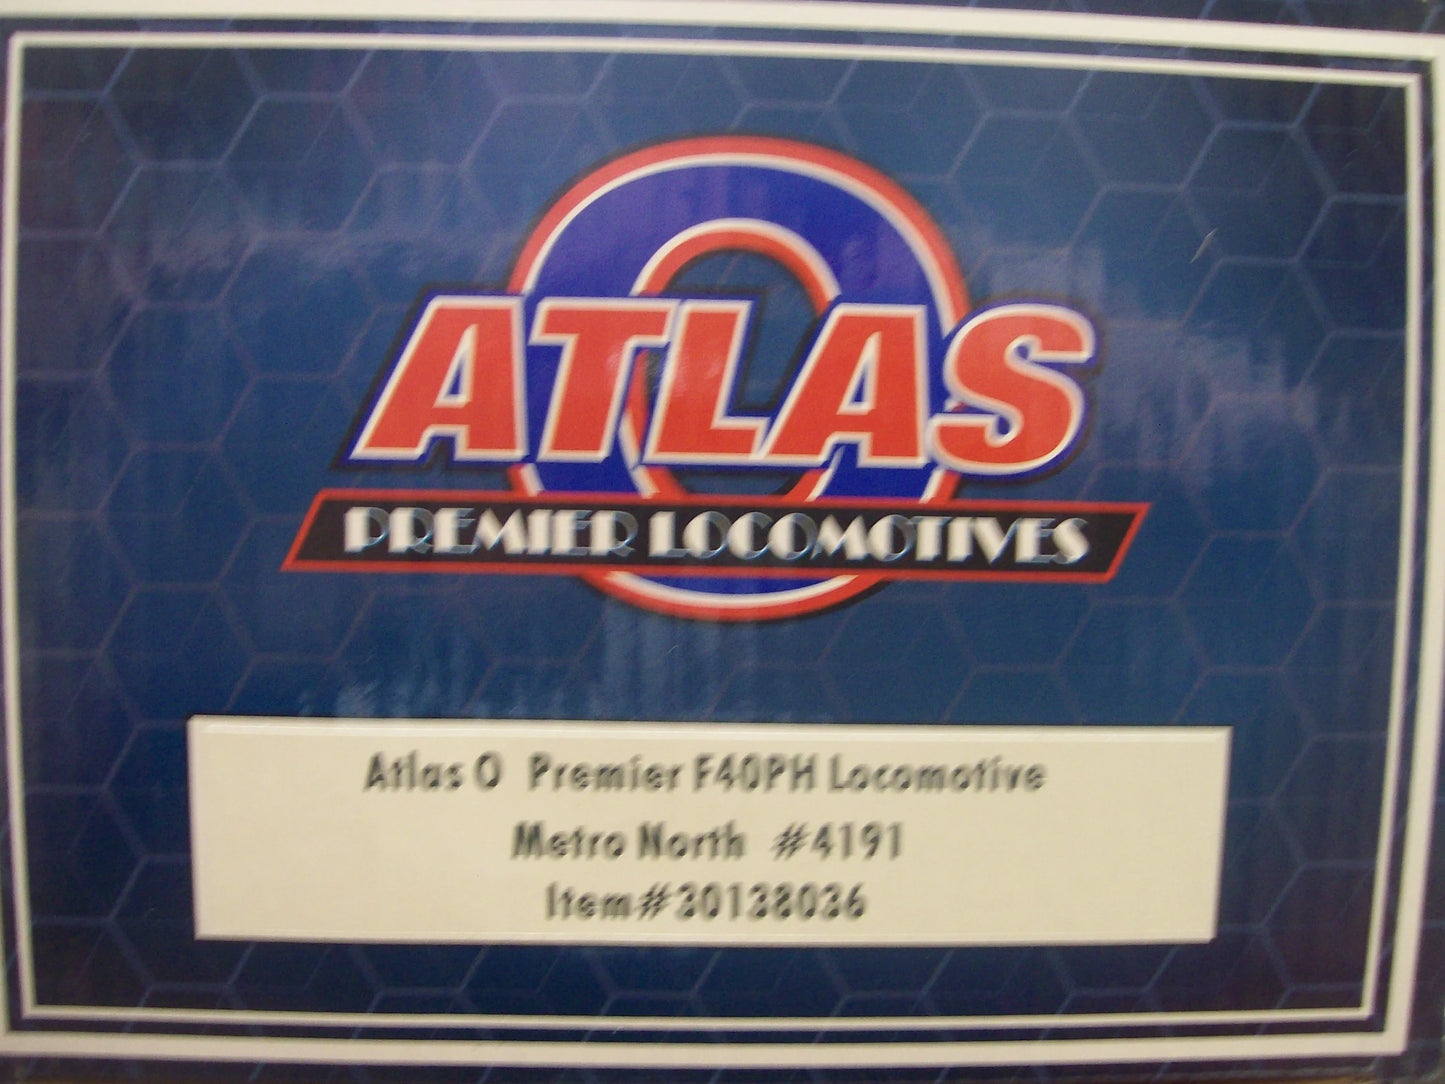 ATLAS O
PREMIER LOCOMOTIVES
Atlas O Premier F40PH Locomotive
Metro North #4191
Item#30138036